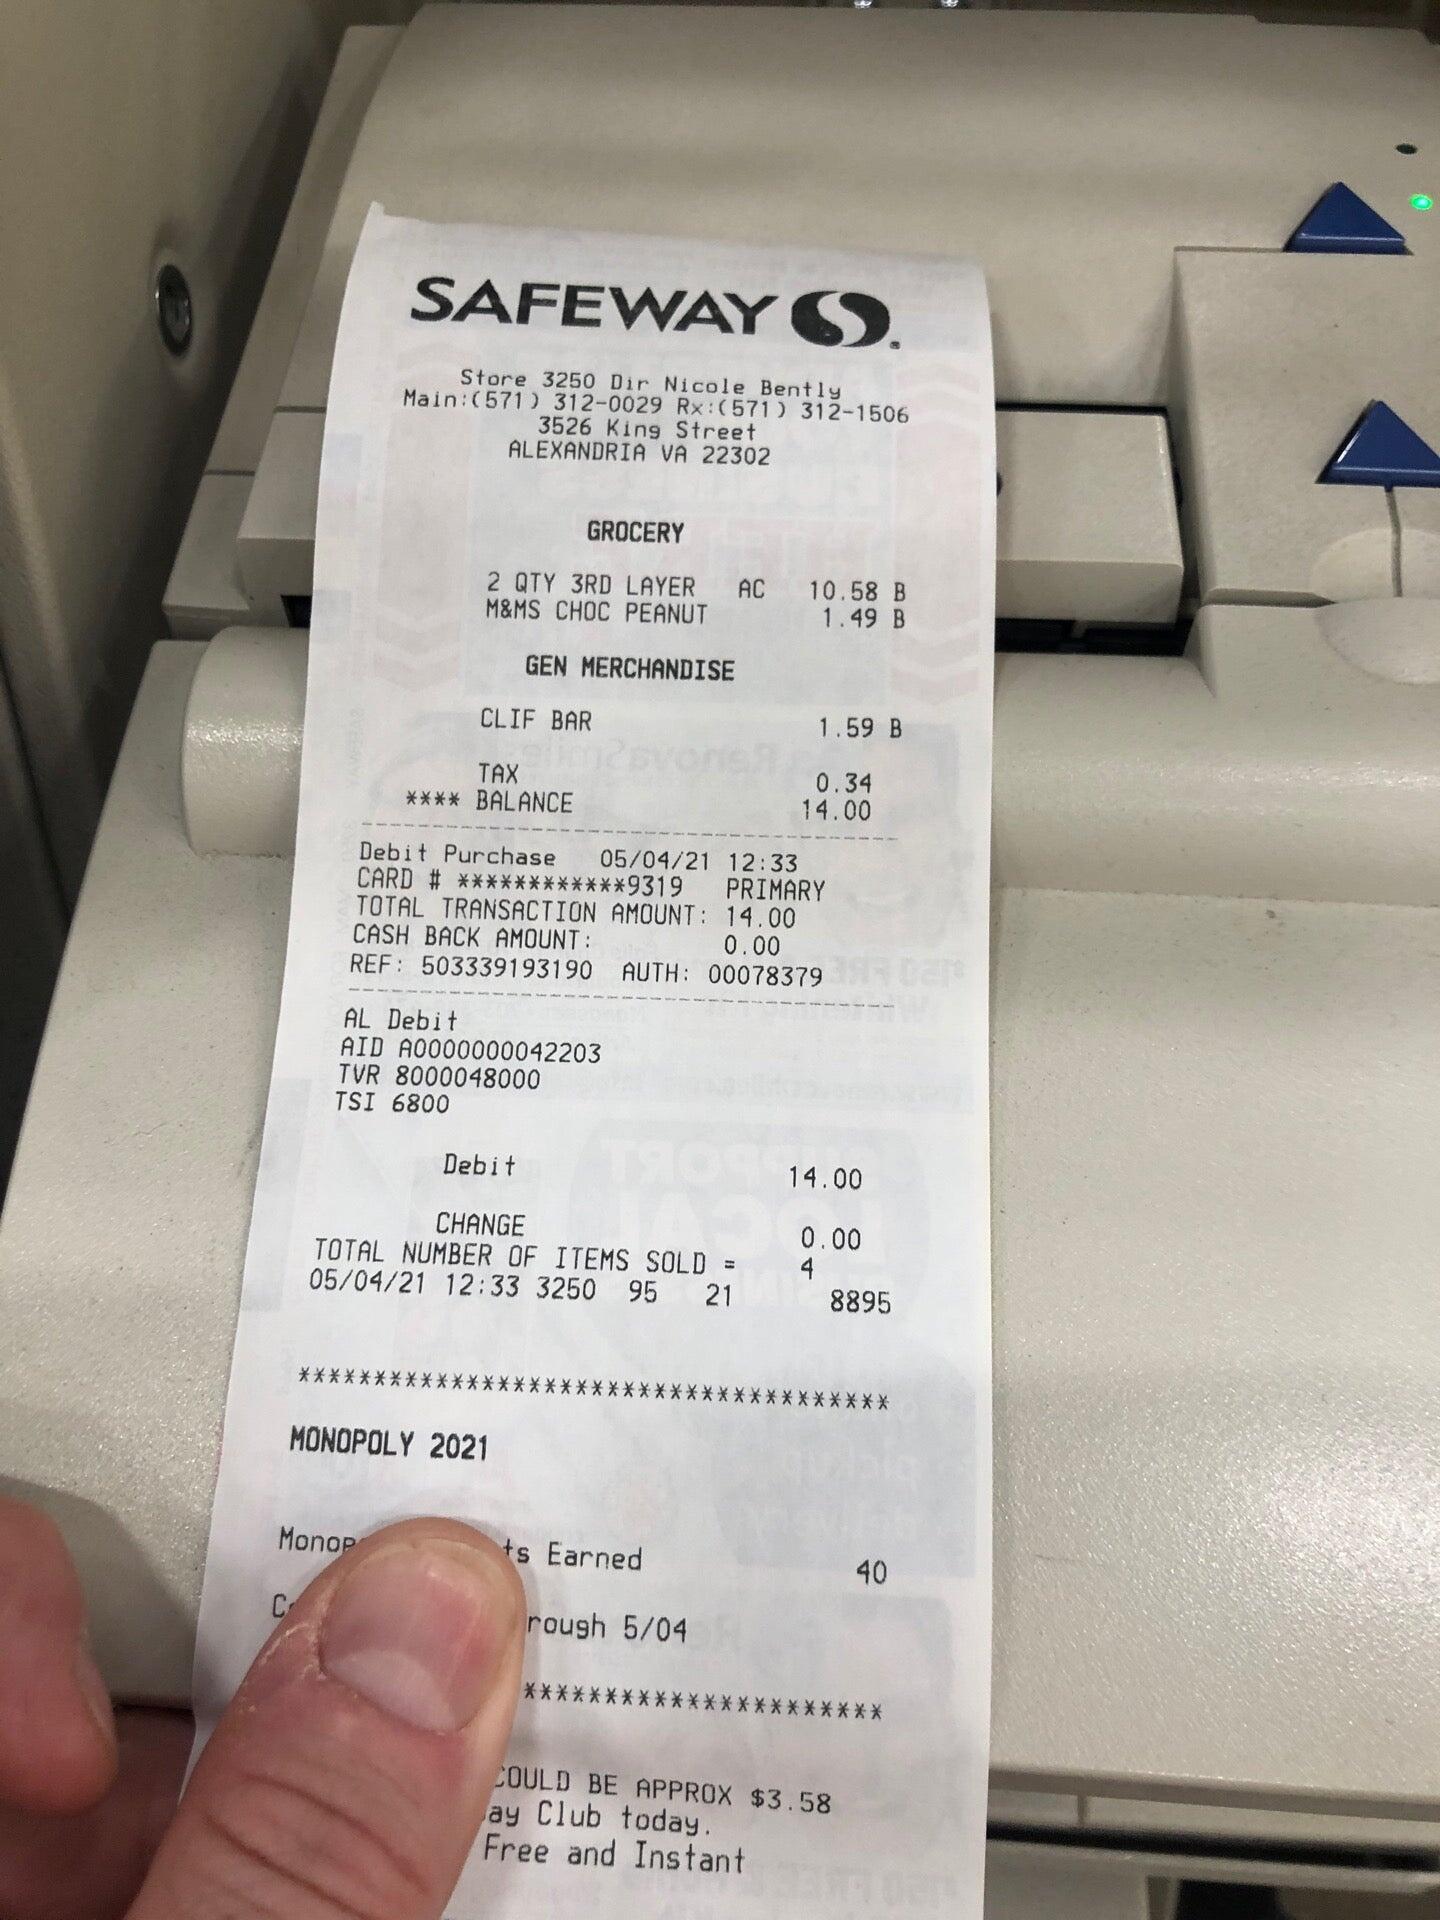 SAFEWAY
Store 3250 Dir Nicole Bently
Main:(571) 312-0029 Rx:(571) 312-1506
3526 King Street
ALEXANDRIA VA 22302
GROCERY
2 QTY 3RD LAYER AC 10.58 B
M&MS CHOC PEANUT 1.49 B
GEN MERCHANDISE
CLIF BAR 1.59 B
TAX 0.34
**** BALANCE 14.00
--------------------------------------
Debit Purchase 05/04/21 12:33
CARD # ************9319 PRIMARY
TOTAL TRANSACTION AMOUNT: 14.00
CASH BACK AMOUNT: 0.00
REF: 503339193190 AUTH: 00078379
--------------------------------------
AL Debit
AID A0000000042203
TVR 8000048000
TSI 6800
Debit 14.00
CHANGE 0.00
TOTAL NUMBER OF ITEMS SOLD = 4
05/04/21 12:33 3250 95 21 8895
***************************************
MONOPOLY 2021
Earned 40
5/04
***********************
COULD BE APPROX $3.58
Club today.
Free and Instant